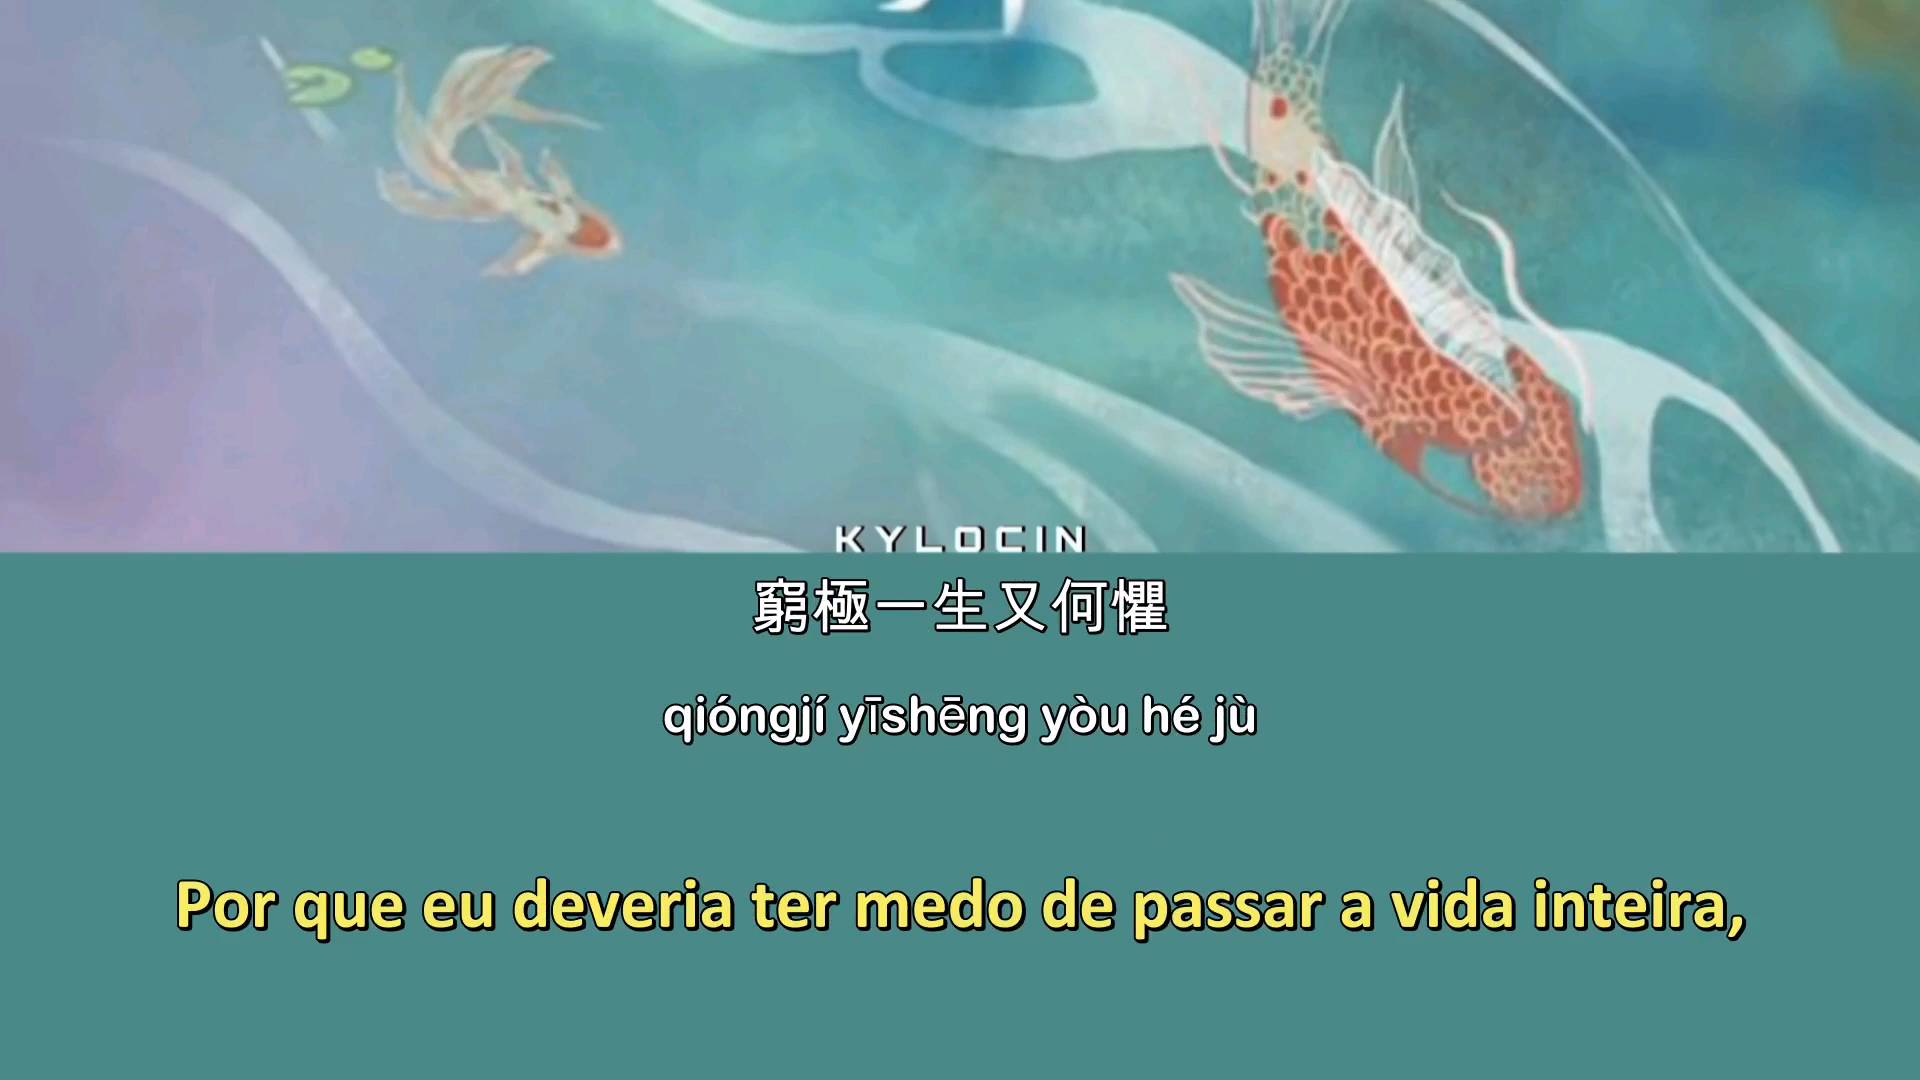 KYLOCIN
窮極一生又何懼
qióngjí yīshēng yòu hé jù
Por que eu deveria ter medo de passar a vida inteira,